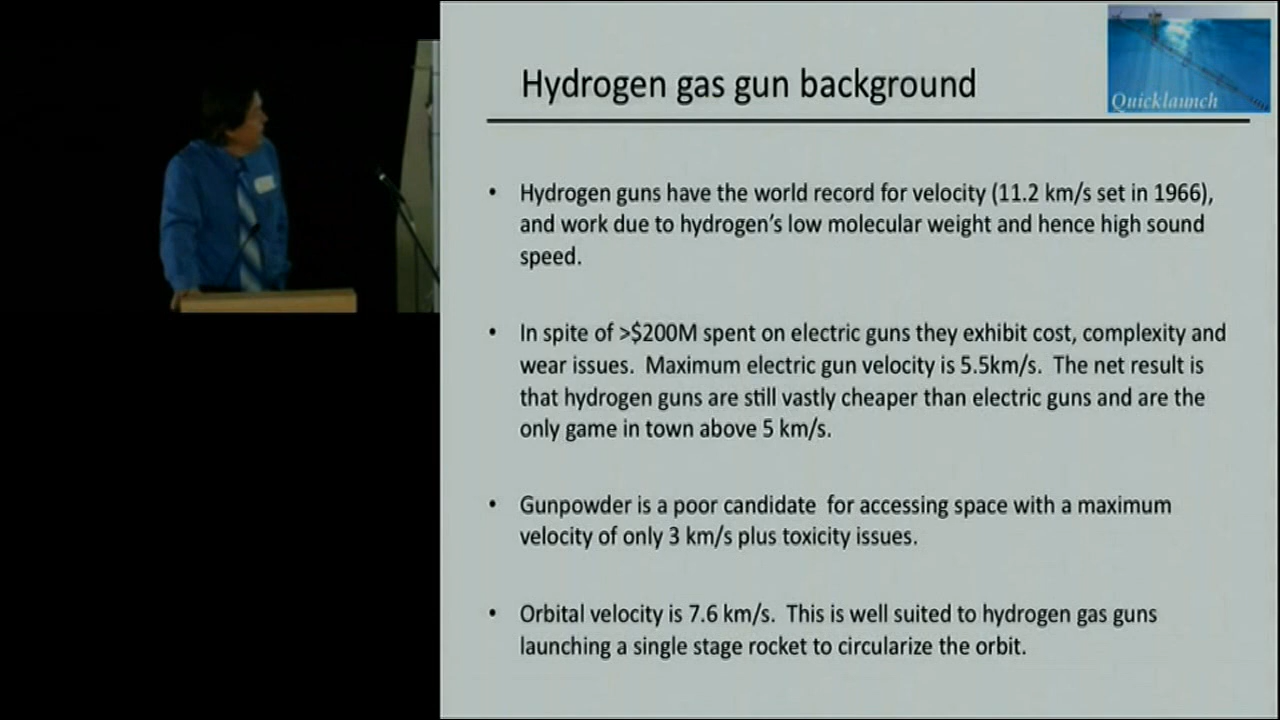 Hydrogen gas gun background
Quicklaunch
• Hydrogen guns have the world record for velocity (11.2 km/s set in 1966),
and work due to hydrogen's low molecular weight and hence high sound
speed.
• In spite of >$200M spent on electric guns they exhibit cost, complexity and
wear issues.  Maximum electric gun velocity is 5.5km/s.  The net result is
that hydrogen guns are still vastly cheaper than electric guns and are the
only game in town above 5 km/s.
• Gunpowder is a poor candidate  for accessing space with a maximum
velocity of only 3 km/s plus toxicity issues.
• Orbital velocity is 7.6 km/s.  This is well suited to hydrogen gas guns
launching a single stage rocket to circularize the orbit.